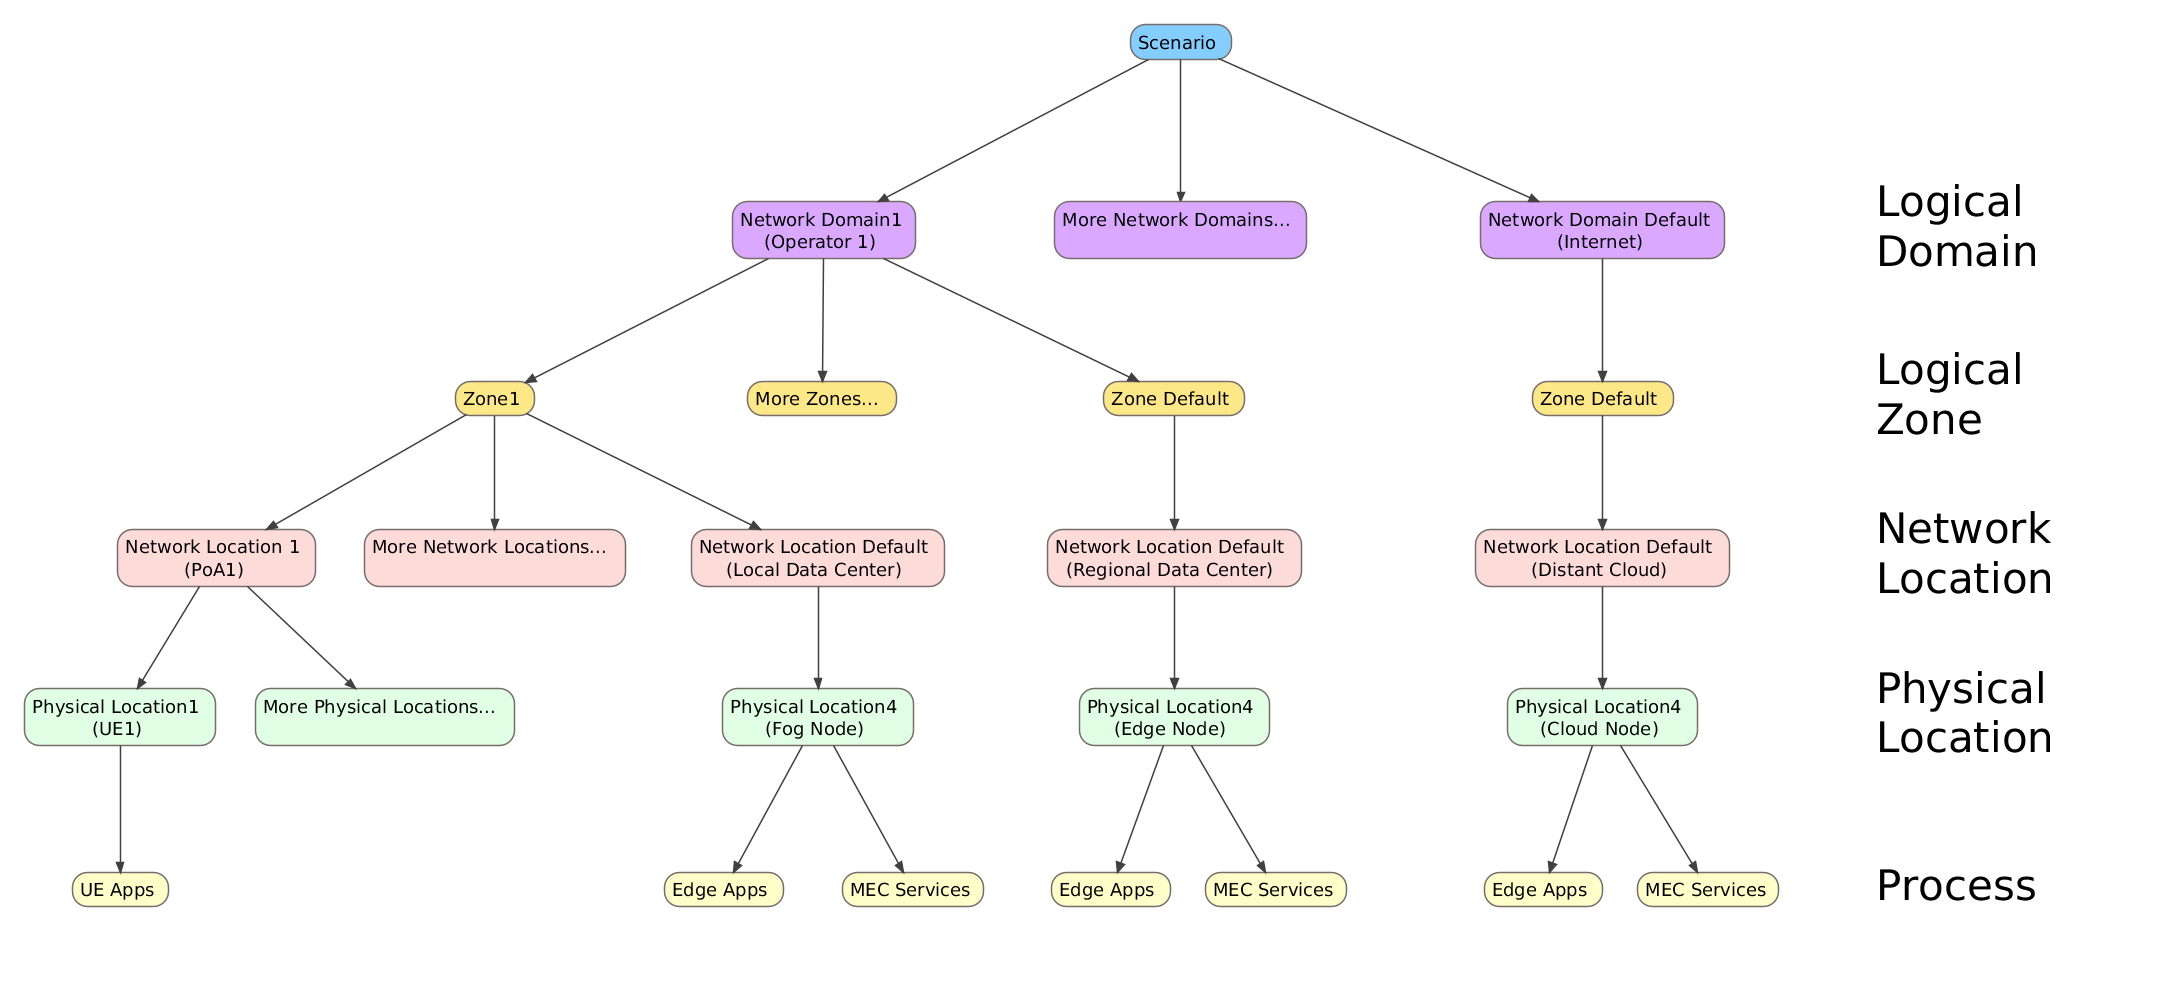 Scenario
Network Domain1
(Operator 1)
More Network Domains...
Network Domain Default
(Internet)
Logical
Domain
Zone1
More Zones...
Zone Default
Zone Default
Logical
Zone
Network Location 1
(PoA1)
More Network Locations...
Network Location Default
(Local Data Center)
Network Location Default
(Regional Data Center)
Network Location Default
(Distant Cloud)
Network
Location
Physical Location1
(UE1)
More Physical Locations...
Physical Location4
(Fog Node)
Physical Location4
(Edge Node)
Physical Location4
(Cloud Node)
Physical
Location
UE Apps
Edge Apps
MEC Services
Edge Apps
MEC Services
Edge Apps
MEC Services
Process